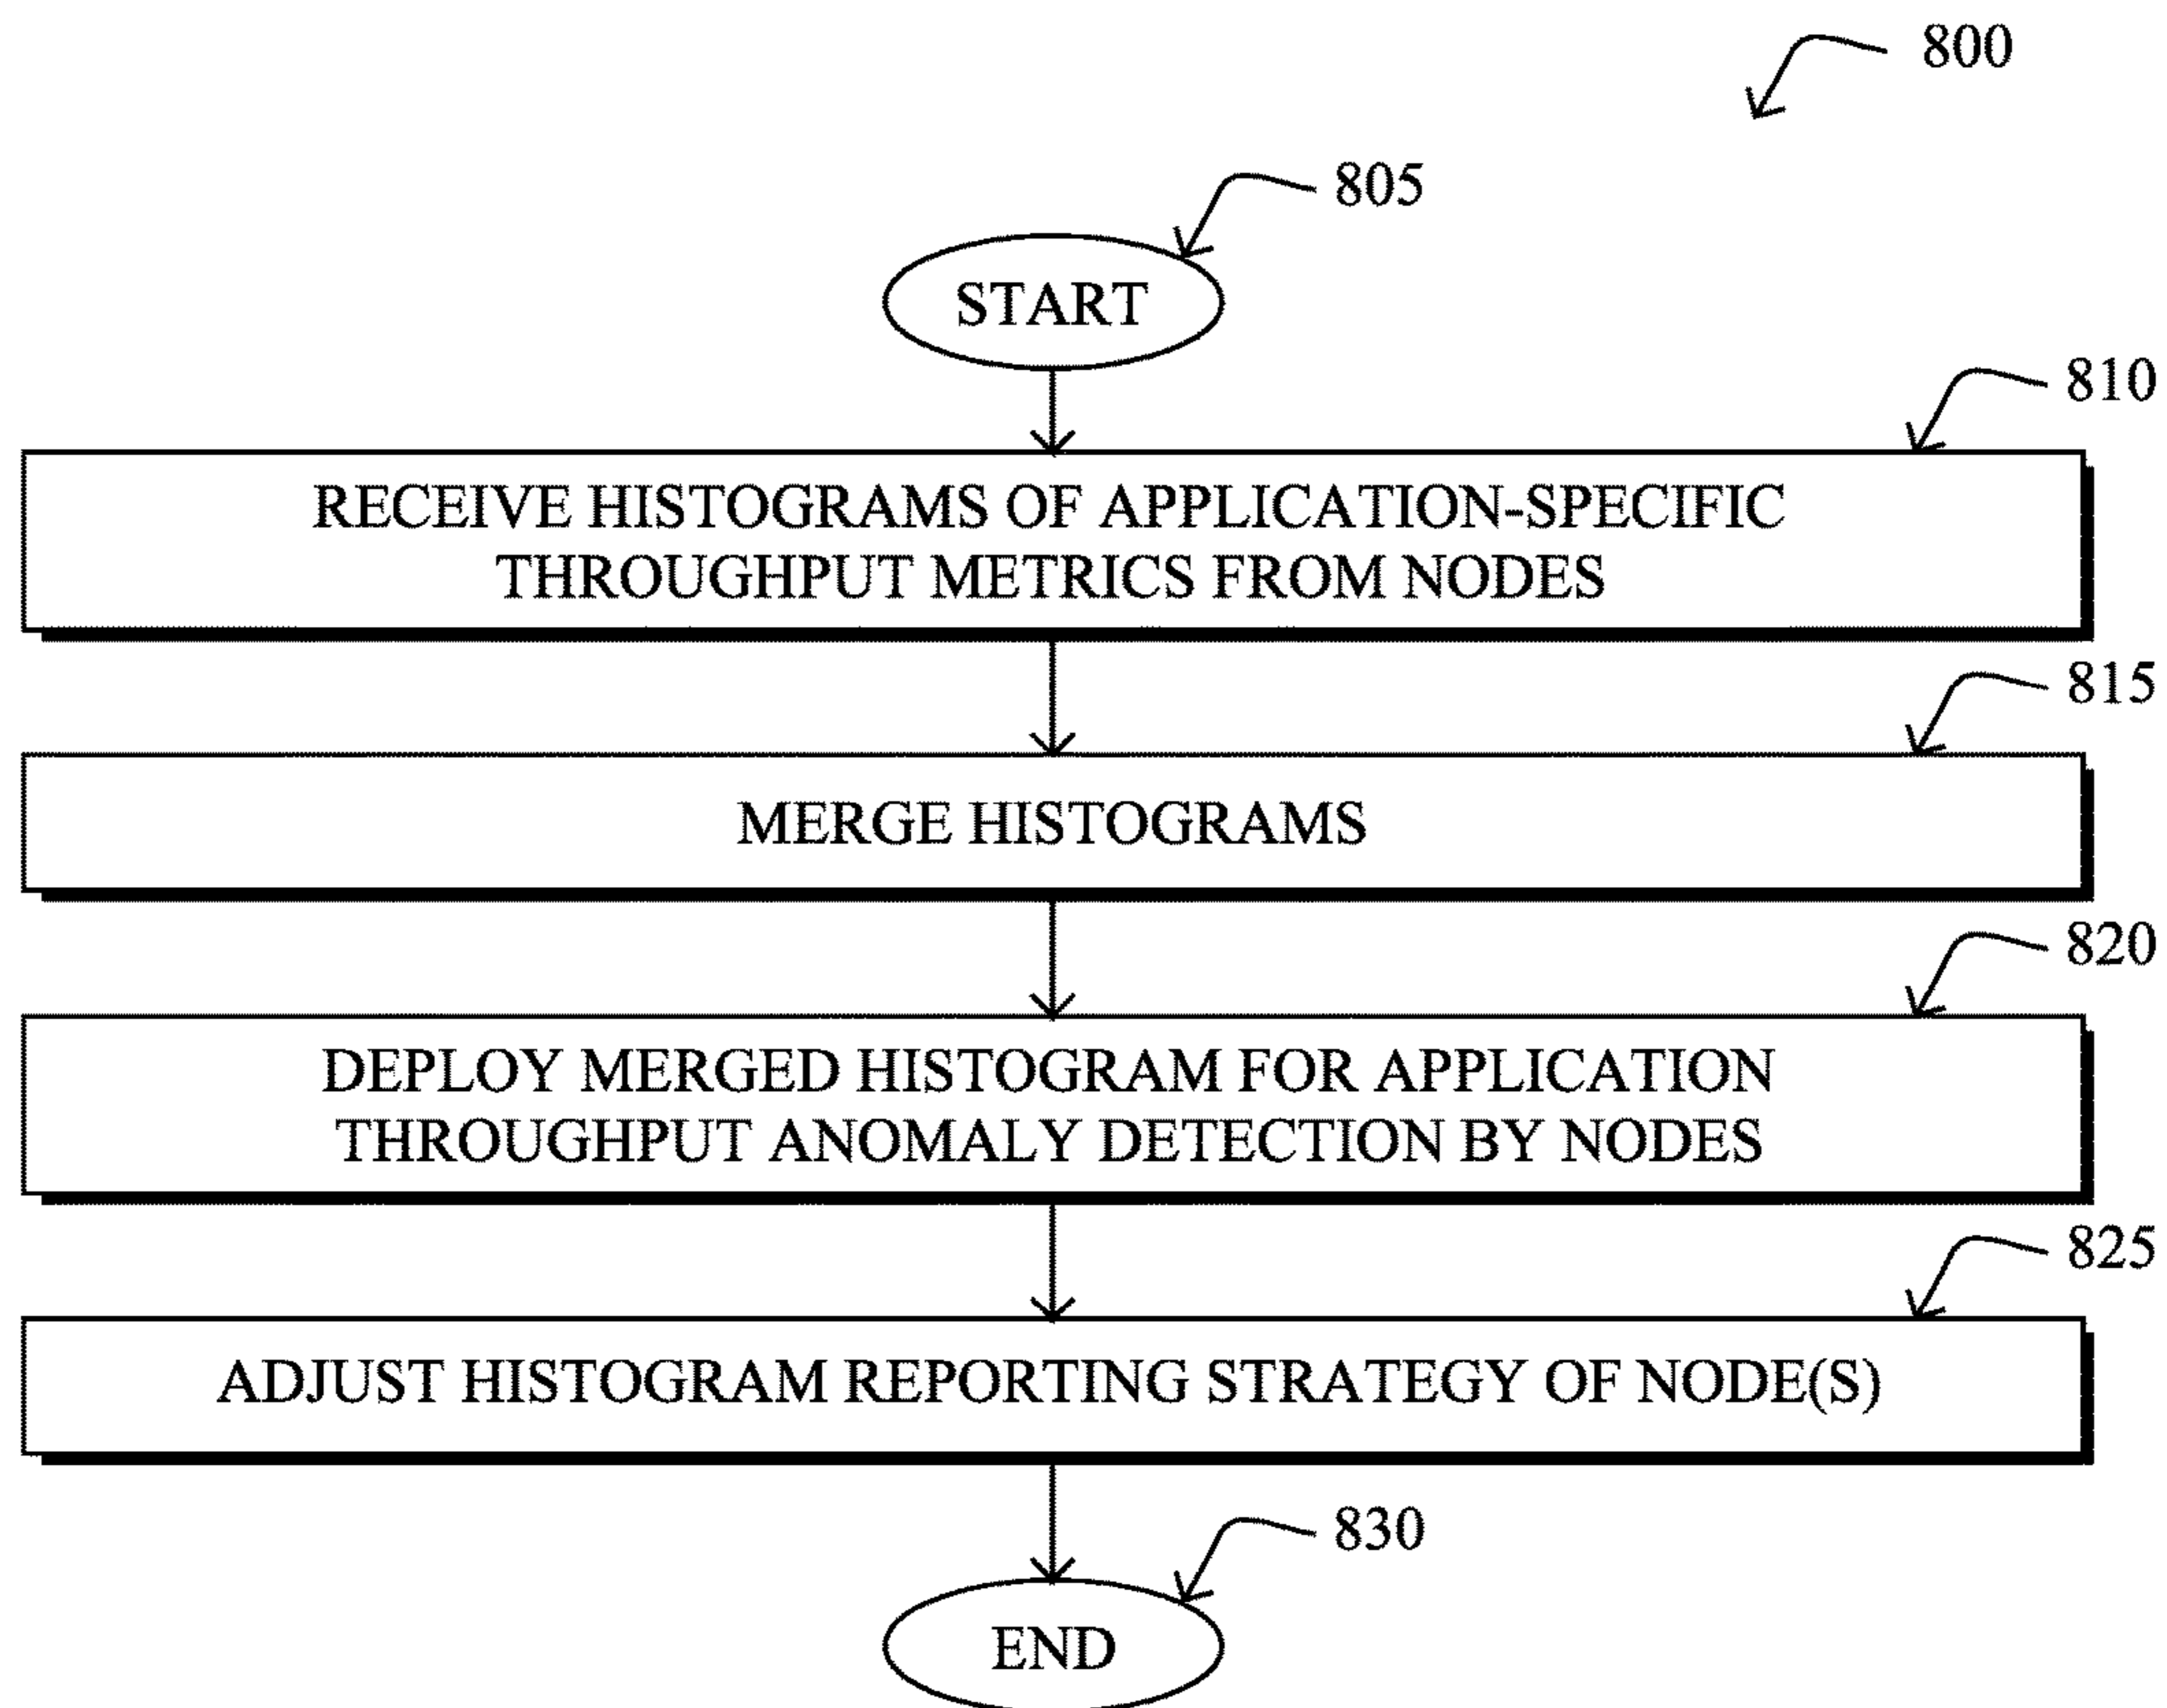 800
805
START
810
RECEIVE HISTOGRAMS OF APPLICATION-SPECIFIC
THROUGHPUT METRICS FROM NODES
815
MERGE HISTOGRAMS
820
DEPLOY MERGED HISTOGRAM FOR APPLICATION
THROUGHPUT ANOMALY DETECTION BY NODES
825
ADJUST HISTOGRAM REPORTING STRATEGY OF NODE(S)
830
END